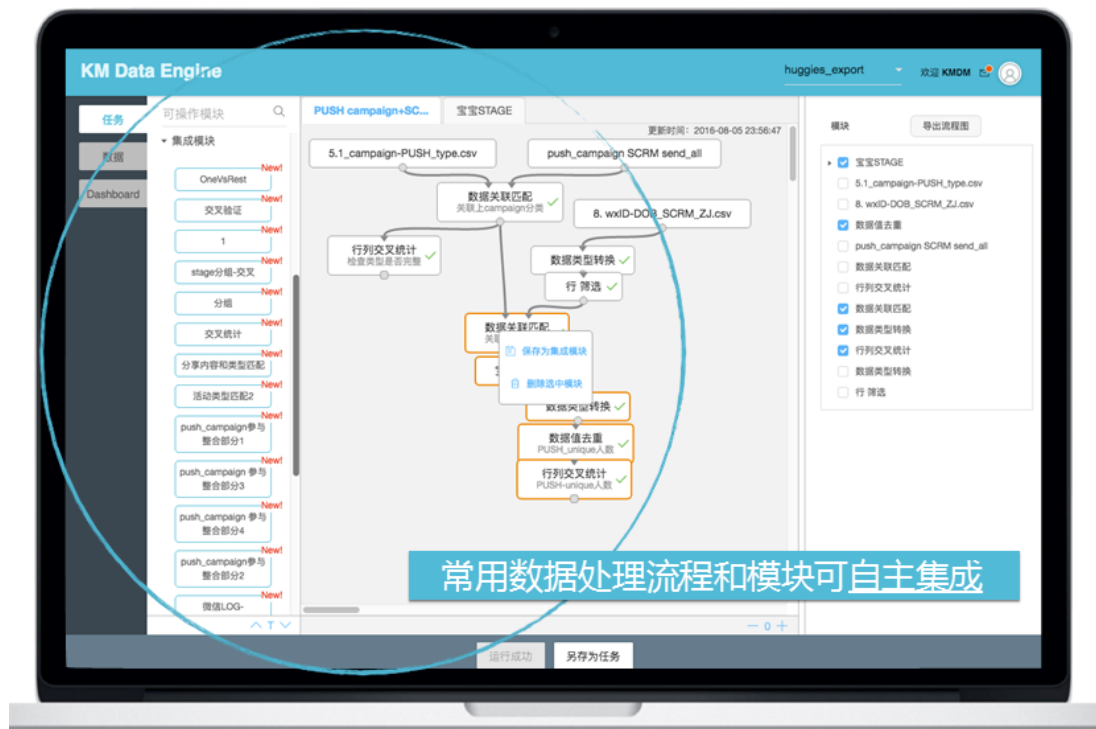 KM Data Engine
huggies_export
欢迎 KMDM
任务
数据
Dashboard
可操作模块
集成模块
New!
OneVsRest
New!
交叉验证
New!
1
New!
stage分组-交叉
New!
分组
New!
交叉统计
New!
分享内容和类型匹配
New!
活动类型匹配2
New!
push_campaign参与
整合部分1
New!
push_campaign 参与
整合部分3
New!
push_campaign 参与
整合部分4
New!
push_campaign参与
整合部分2
New!
微信LOG-
T
PUSH campaign+SC...
宝宝STAGE
更新时间：2016-08-05 23:56:47
5.1_campaign-PUSH_type.csv
push_campaign SCRM send_all
数据关联匹配
关联上campaign分类
8. wxID-DOB_SCRM_ZJ.csv
行列交叉统计
检查类型是否完整
数据类型转换
行 筛选
数据关联匹配
保存为集成模块
删除选中模块
数据类型转换
数据值去重
PUSH_unique人数
行列交叉统计
PUSH-unique人数
— 0 +
模块
导出流程图
宝宝STAGE
5.1_campaign-PUSH_type.csv
8. wxID-DOB_SCRM_ZJ.csv
数据值去重
push_campaign SCRM send_all
数据关联匹配
行列交叉统计
数据关联匹配
数据类型转换
行列交叉统计
数据类型转换
行 筛选
常用数据处理流程和模块可自主集成
运行成功
另存为任务